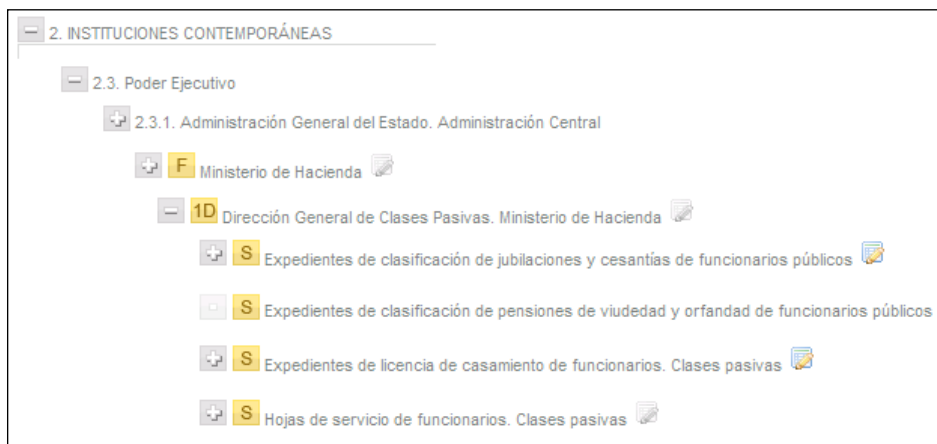 2. INSTITUCIONES CONTEMPORÁNEAS
2.3. Poder Ejecutivo
2.3.1. Administración General del Estado. Administración Central
F Ministerio de Hacienda
1D Dirección General de Clases Pasivas. Ministerio de Hacienda
S Expedientes de clasificación de jubilaciones y cesantías de funcionarios públicos
S Expedientes de clasificación de pensiones de viudedad y orfandad de funcionarios públicos
S Expedientes de licencia de casamiento de funcionarios. Clases pasivas
S Hojas de servicio de funcionarios. Clases pasivas